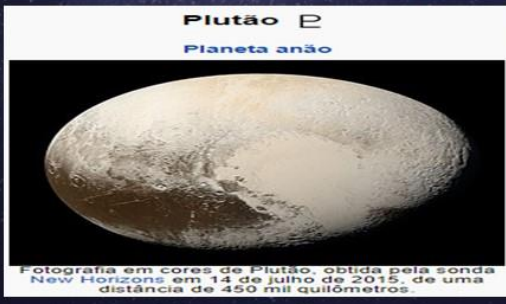 Plutão ♇
Planeta anão
Fotografia em cores de Plutão, obtida pela sonda
New Horizons em 14 de julho de 2015, de uma
distância de 450 mil quilômetros.